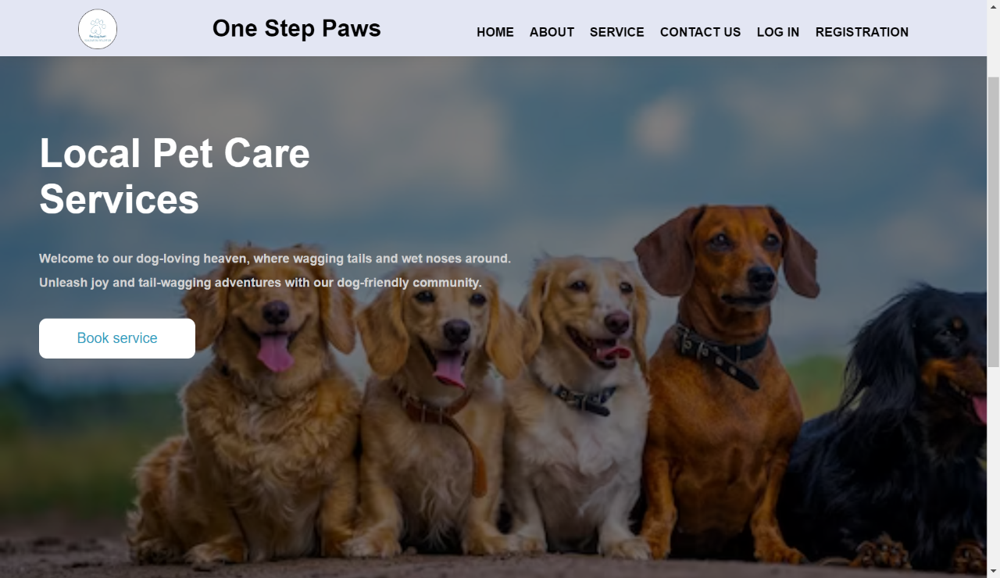 One Step Paws
HOME ABOUT SERVICE CONTACT US LOG IN REGISTRATION
Local Pet Care
Services
Welcome to our dog-loving heaven, where wagging tails and wet noses around.
Unleash joy and tail-wagging adventures with our dog-friendly community.
Book service